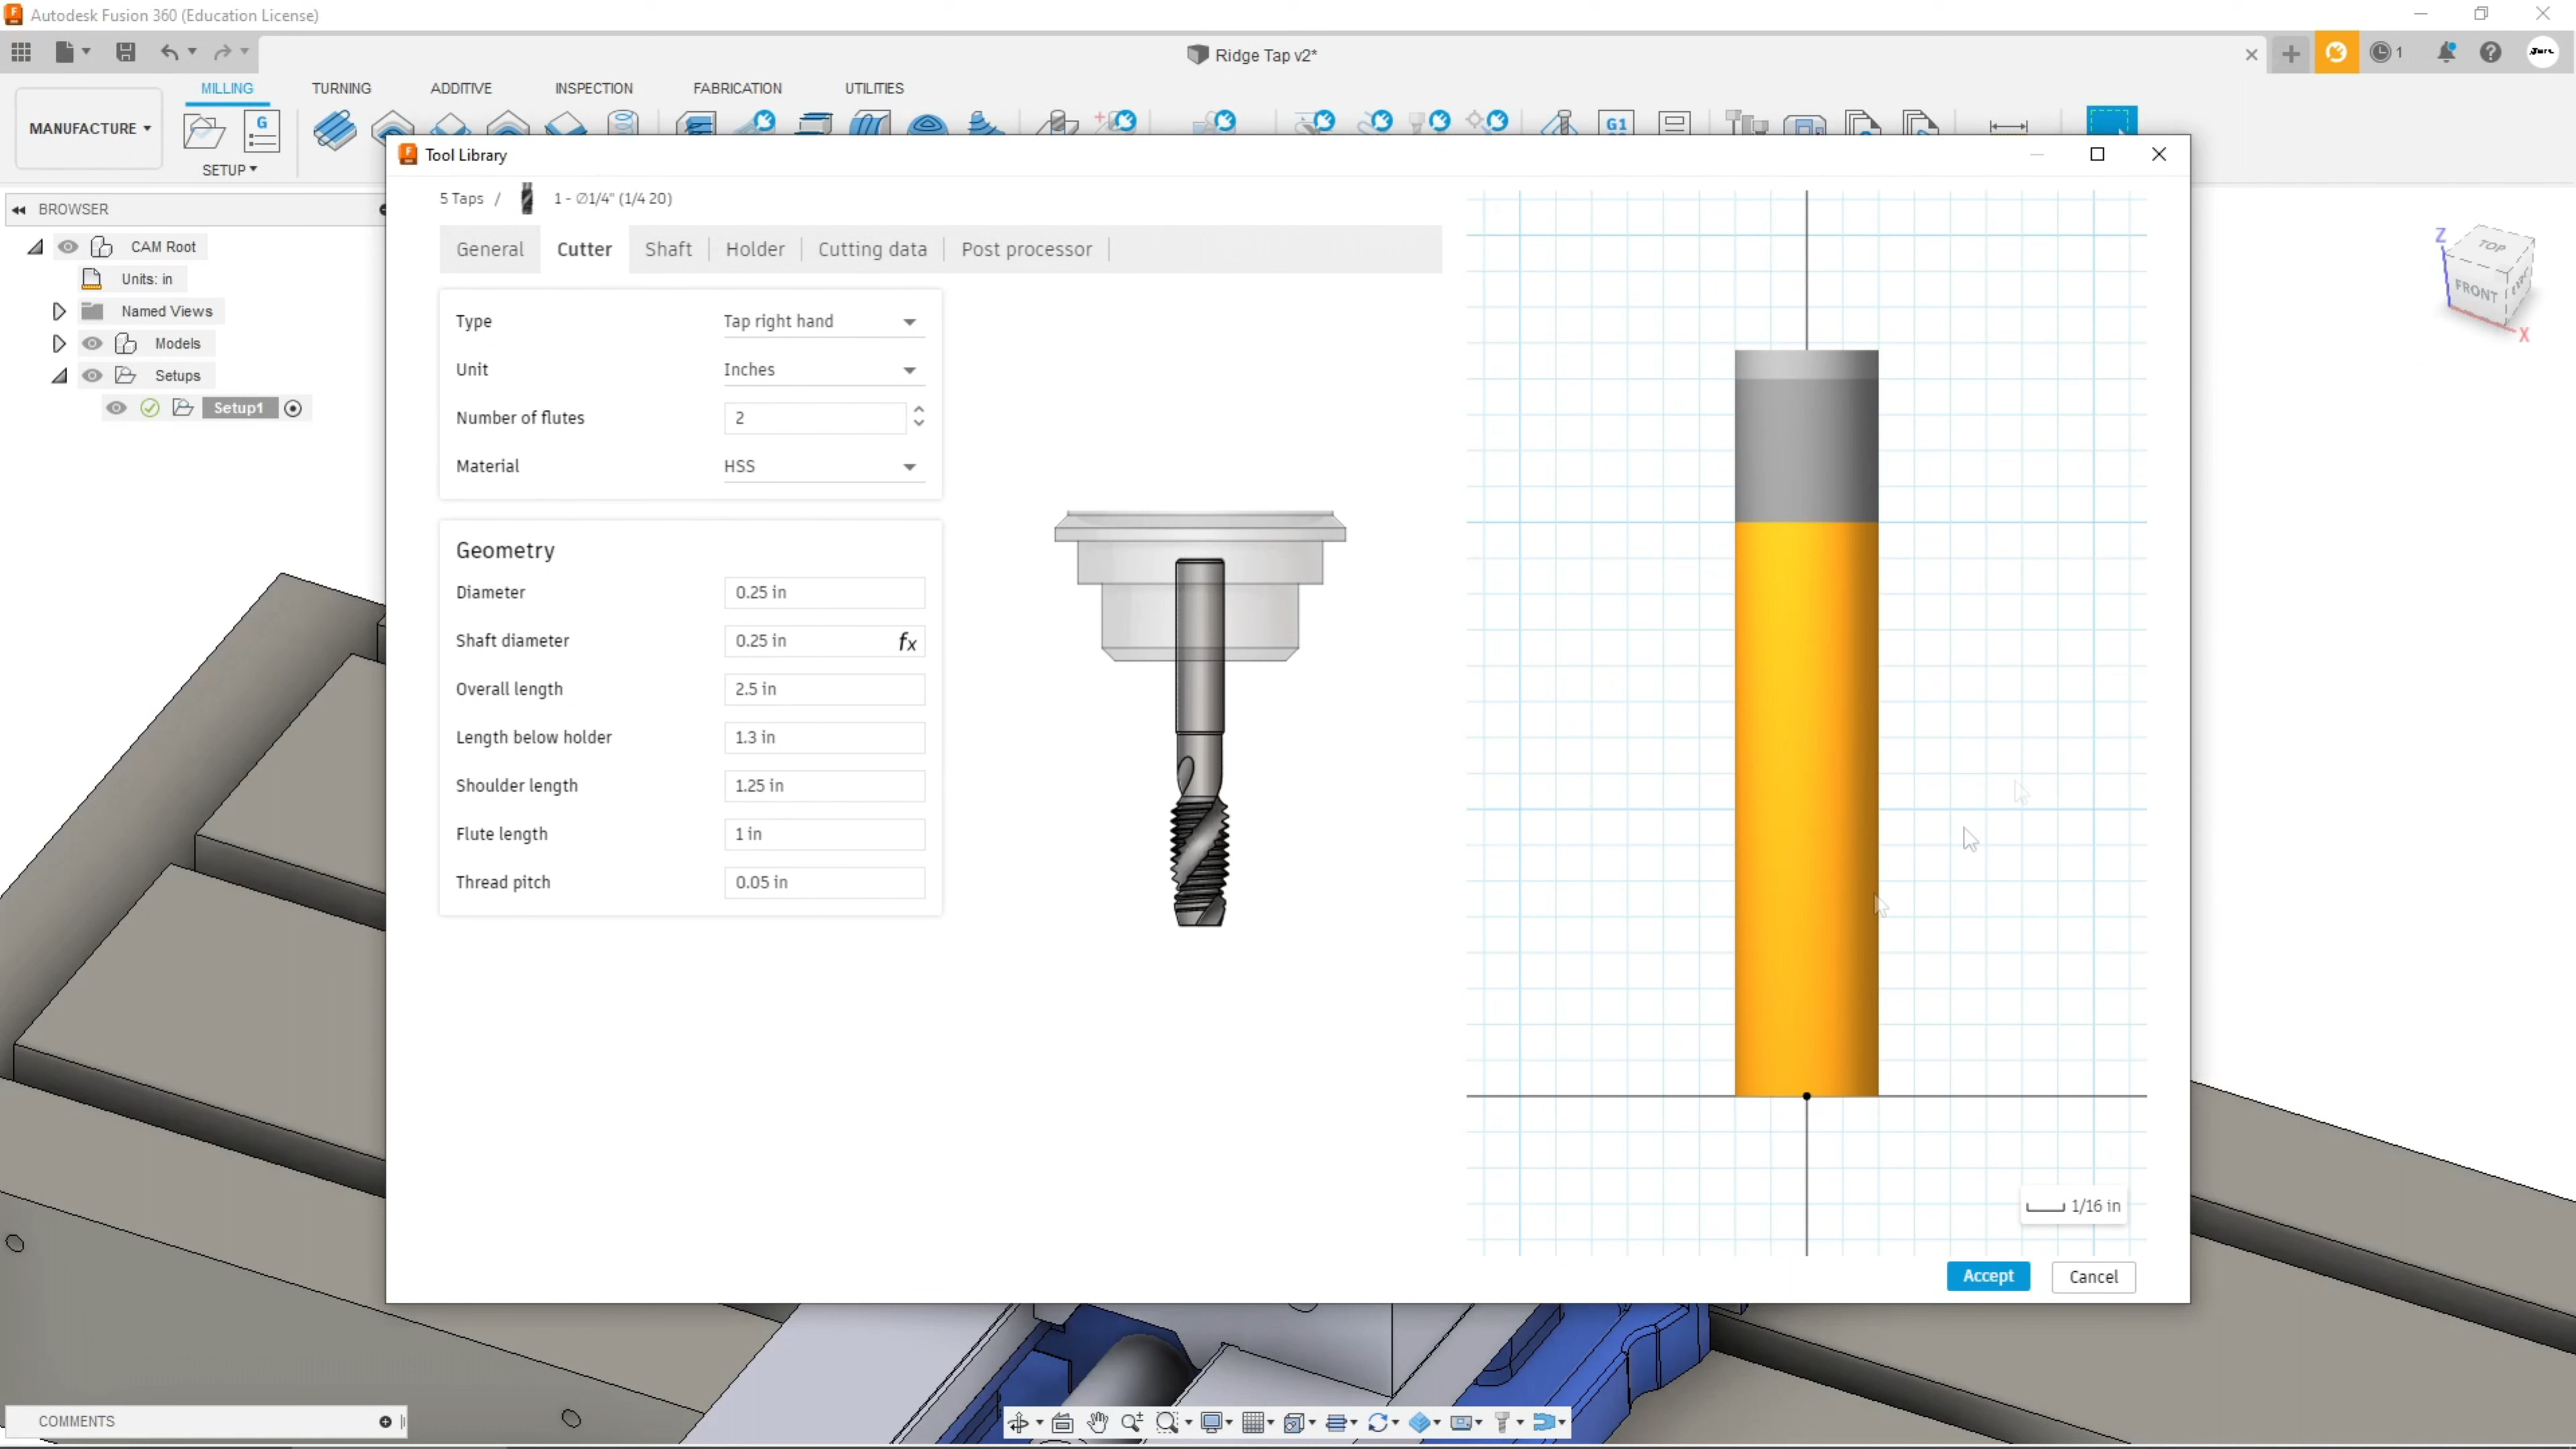 Autodesk Fusion 360 (Education License)
Ridge Tap v2*
1
MILLING TURNING ADDITIVE INSPECTION FABRICATION UTILITIES
MANUFACTURE
G
G1
SETUP
Tool Library
5 Taps / 1 - ∅1/4" (1/4 20)
BROWSER
CAM Root
Units: in
Named Views
Models
Setups
Setup1
General Cutter Shaft Holder Cutting data Post processor
Type Tap right hand
Unit Inches
Number of flutes 2
Material HSS
Geometry
Diameter 0.25 in
Shaft diameter 0.25 in fx
Overall length 2.5 in
Length below holder 1.3 in
Shoulder length 1.25 in
Flute length 1 in
Thread pitch 0.05 in
Z
TOP
FRONT
X
1/16 in
Accept Cancel
COMMENTS